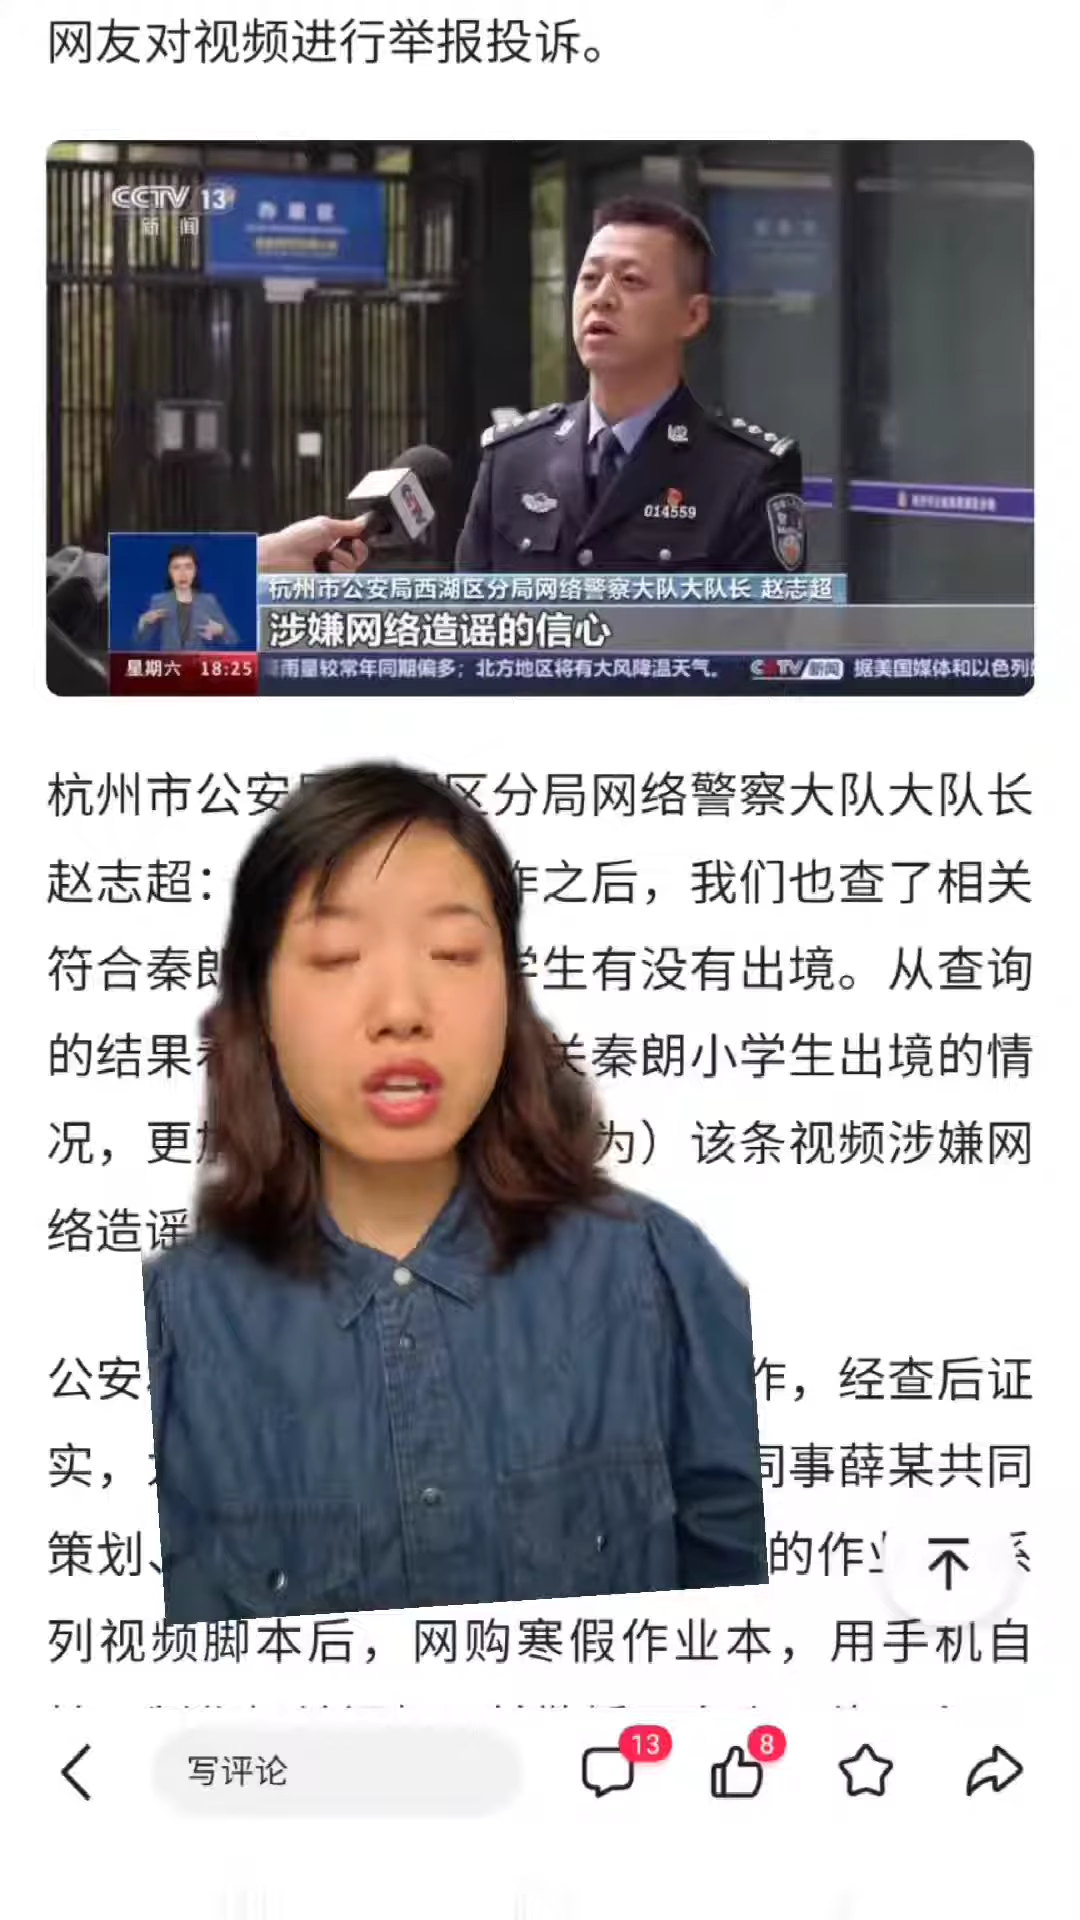 网友对视频进行举报投诉。
CCTV 13
新闻
办案区
014559
杭州市公安局西湖区分局网络警察大队大队长 赵志超
涉嫌网络造谣的信心
星期六 18:25
雨量较常年同期偏多；北方地区将有大风降温天气。 CCTV新闻 据美国媒体和以色列
杭州市公安 区分局网络警察大队大队长
赵志超： 作之后，我们也查了相关
符合秦朗 学生有没有出境。从查询
的结果 关秦朗小学生出境的情
况，更 为）该条视频涉嫌网
络造谣
公安 作，经查后证
实， 同事薛某共同
策划、 的作业
列视频脚本后，网购寒假作业本，用手机自
写评论
13
8